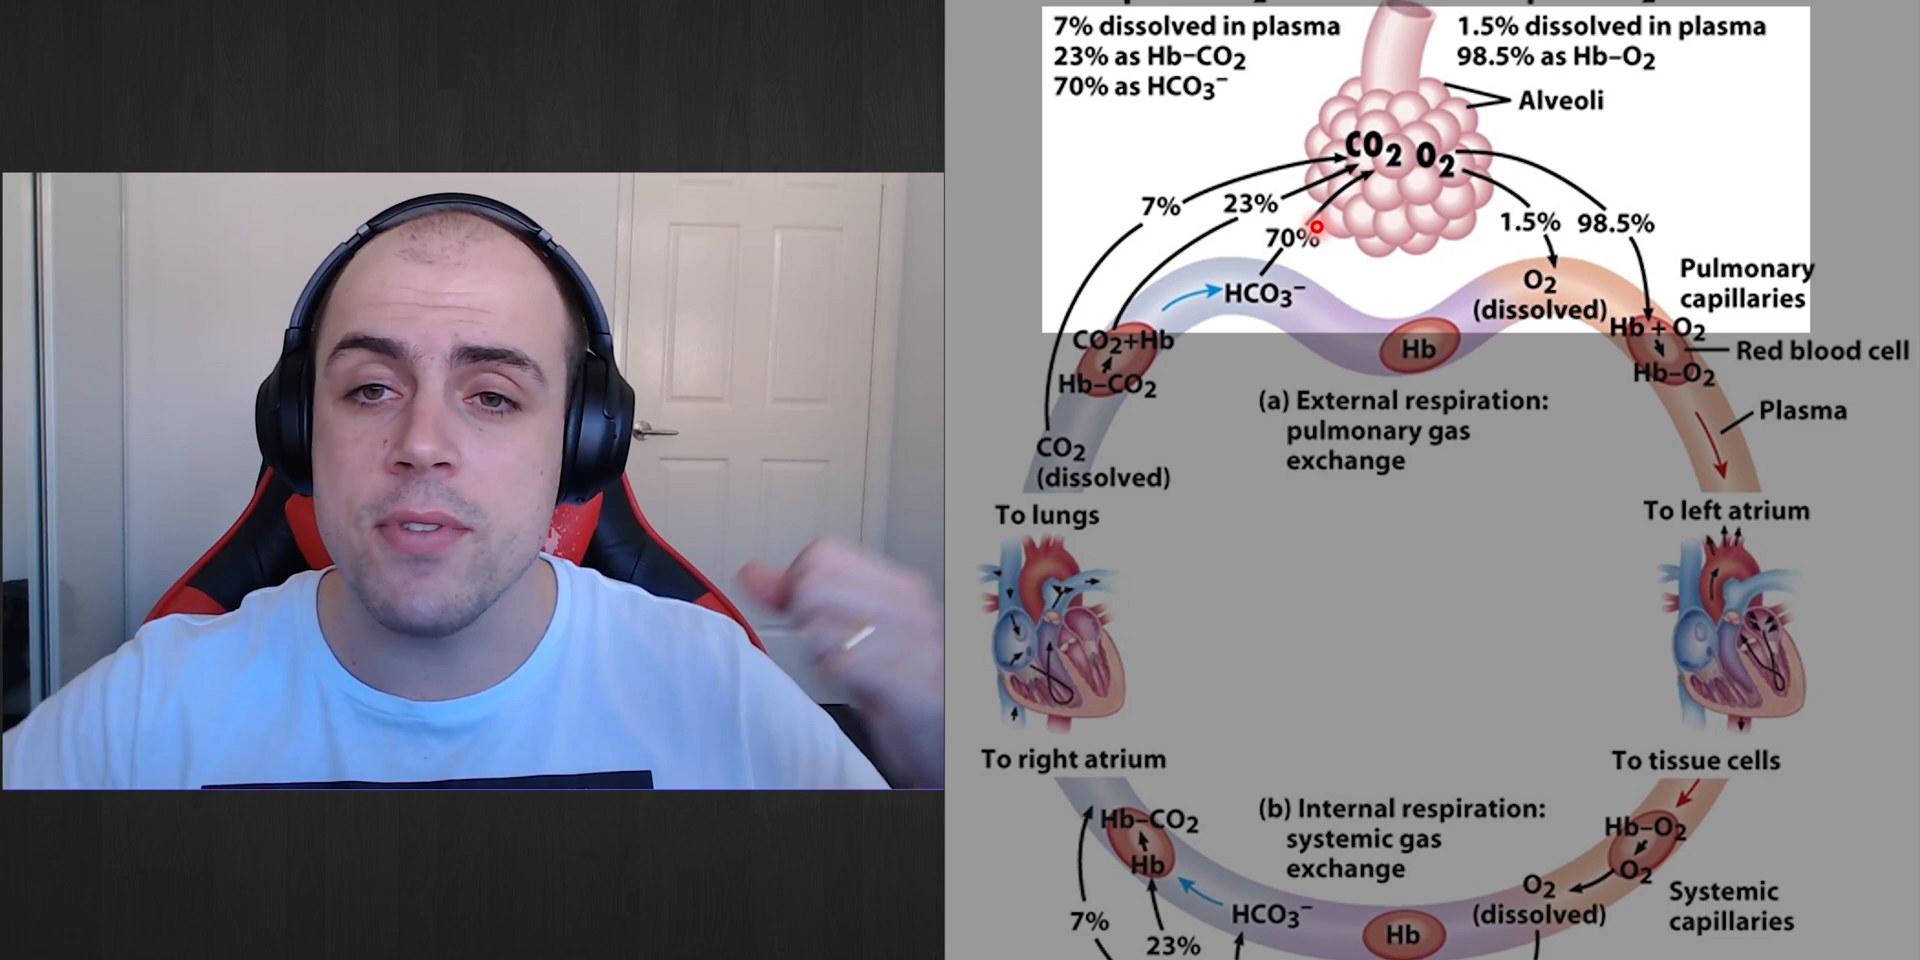 7% dissolved in plasma
23% as Hb–CO₂
70% as HCO₃⁻
1.5% dissolved in plasma
98.5% as Hb–O₂
Alveoli
CO₂ O₂
7%
23%
70%
1.5%
98.5%
Pulmonary
capillaries
HCO₃⁻
O₂
(dissolved)
CO₂+Hb
Hb–CO₂
Hb
Hb + O₂
Hb–O₂
Red blood cell
Plasma
CO₂
(dissolved)
(a) External respiration:
pulmonary gas
exchange
To lungs
To left atrium
To right atrium
To tissue cells
Hb–CO₂
Hb
(b) Internal respiration:
systemic gas
exchange
Hb–O₂
O₂
O₂
(dissolved)
Systemic
capillaries
HCO₃⁻
Hb
7%
23%